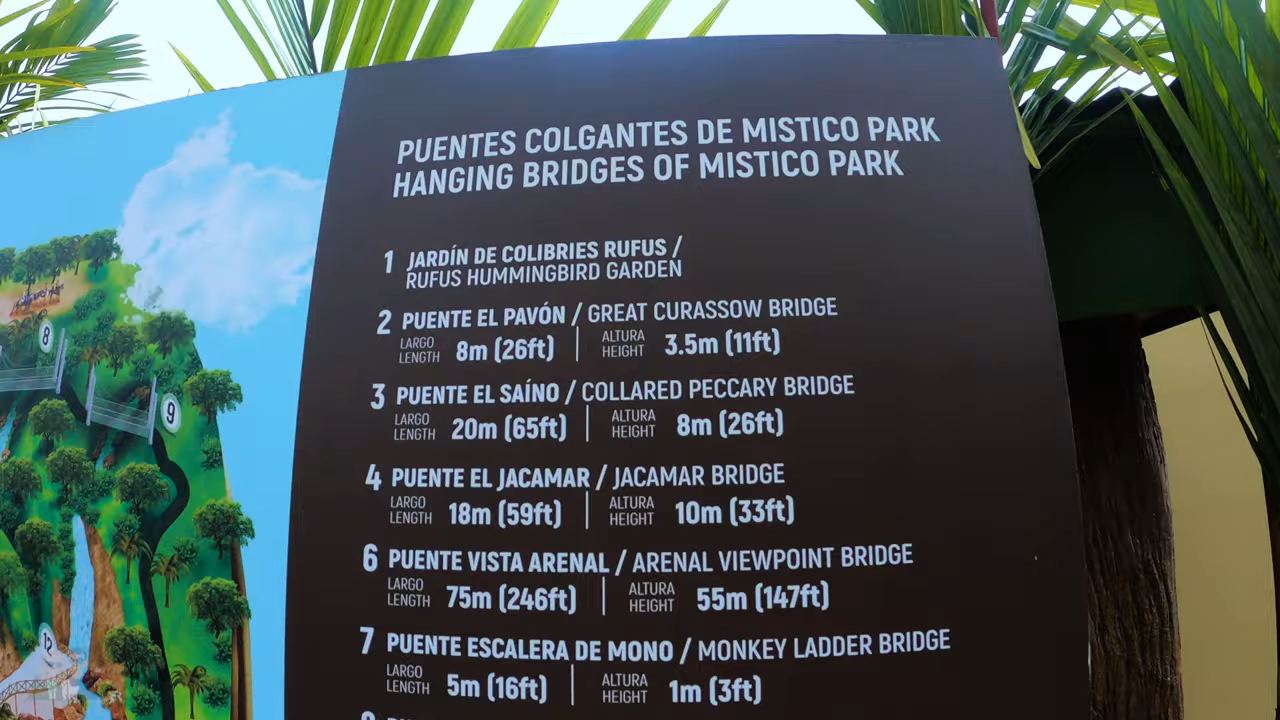 PUENTES COLGANTES DE MISTICO PARK
HANGING BRIDGES OF MISTICO PARK
1 JARDÍN DE COLIBRIES RUFUS /
RUFUS HUMMINGBIRD GARDEN
2 PUENTE EL PAVÓN / GREAT CURASSOW BRIDGE
LARGO LENGTH 8m (26ft) | ALTURA HEIGHT 3.5m (11ft)
3 PUENTE EL SAÍNO / COLLARED PECCARY BRIDGE
LARGO LENGTH 20m (65ft) | ALTURA HEIGHT 8m (26ft)
4 PUENTE EL JACAMAR / JACAMAR BRIDGE
LARGO LENGTH 18m (59ft) | ALTURA HEIGHT 10m (33ft)
6 PUENTE VISTA ARENAL / ARENAL VIEWPOINT BRIDGE
LARGO LENGTH 75m (246ft) | ALTURA HEIGHT 55m (147ft)
7 PUENTE ESCALERA DE MONO / MONKEY LADDER BRIDGE
LARGO LENGTH 5m (16ft) | ALTURA HEIGHT 1m (3ft)
8
9
12